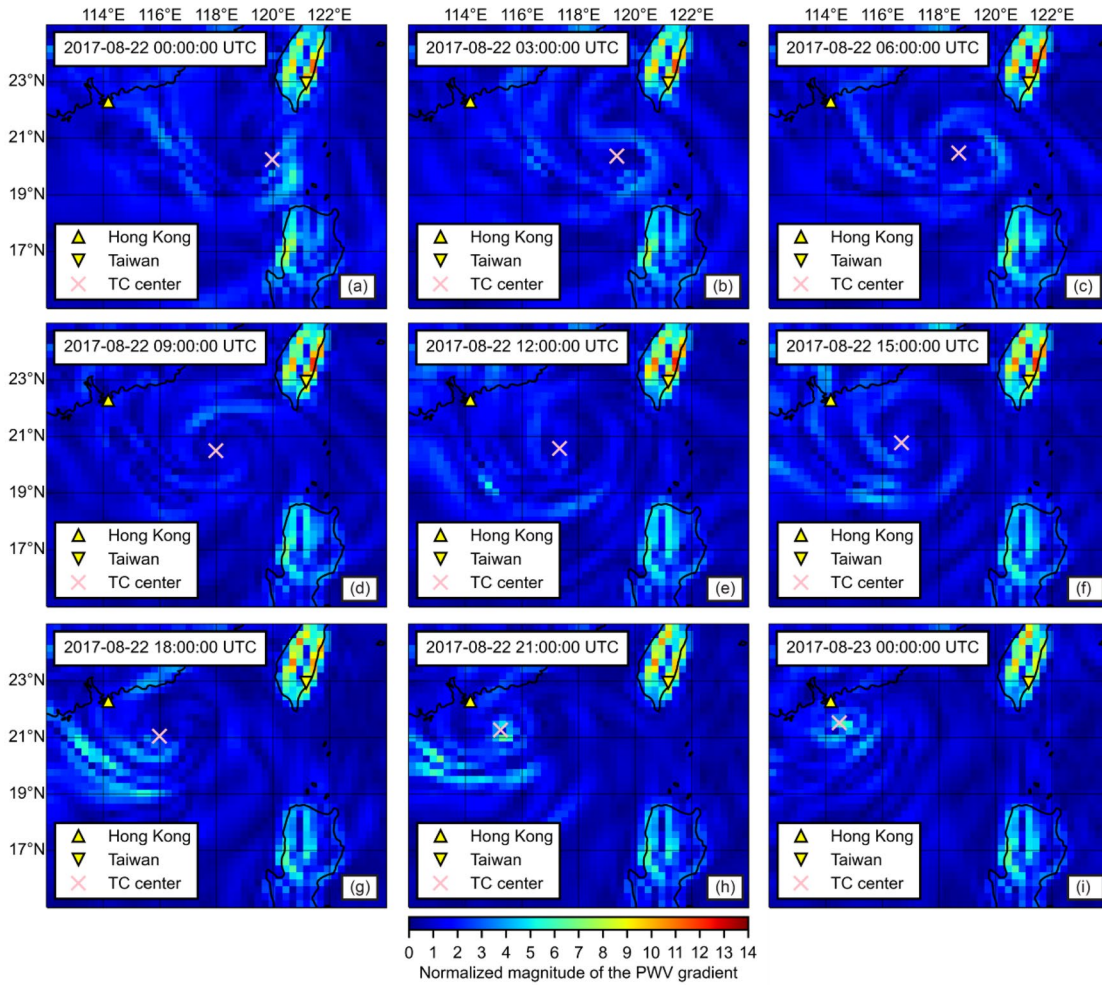 114°E 116°E 118°E 120°E 122°E 114°E 116°E 118°E 120°E 122°E 114°E 116°E 118°E 120°E 122°E
2017-08-22 00:00:00 UTC
2017-08-22 03:00:00 UTC
2017-08-22 06:00:00 UTC
23°N
21°N
19°N
17°N
Hong Kong
Taiwan
TC center
(a)
Hong Kong
Taiwan
TC center
(b)
Hong Kong
Taiwan
TC center
(c)
2017-08-22 09:00:00 UTC
2017-08-22 12:00:00 UTC
2017-08-22 15:00:00 UTC
23°N
21°N
19°N
17°N
Hong Kong
Taiwan
TC center
(d)
Hong Kong
Taiwan
TC center
(e)
Hong Kong
Taiwan
TC center
(f)
2017-08-22 18:00:00 UTC
2017-08-22 21:00:00 UTC
2017-08-23 00:00:00 UTC
23°N
21°N
19°N
17°N
Hong Kong
Taiwan
TC center
(g)
Hong Kong
Taiwan
TC center
(h)
Hong Kong
Taiwan
TC center
(i)
0 1 2 3 4 5 6 7 8 9 10 11 12 13 14
Normalized magnitude of the PWV gradient